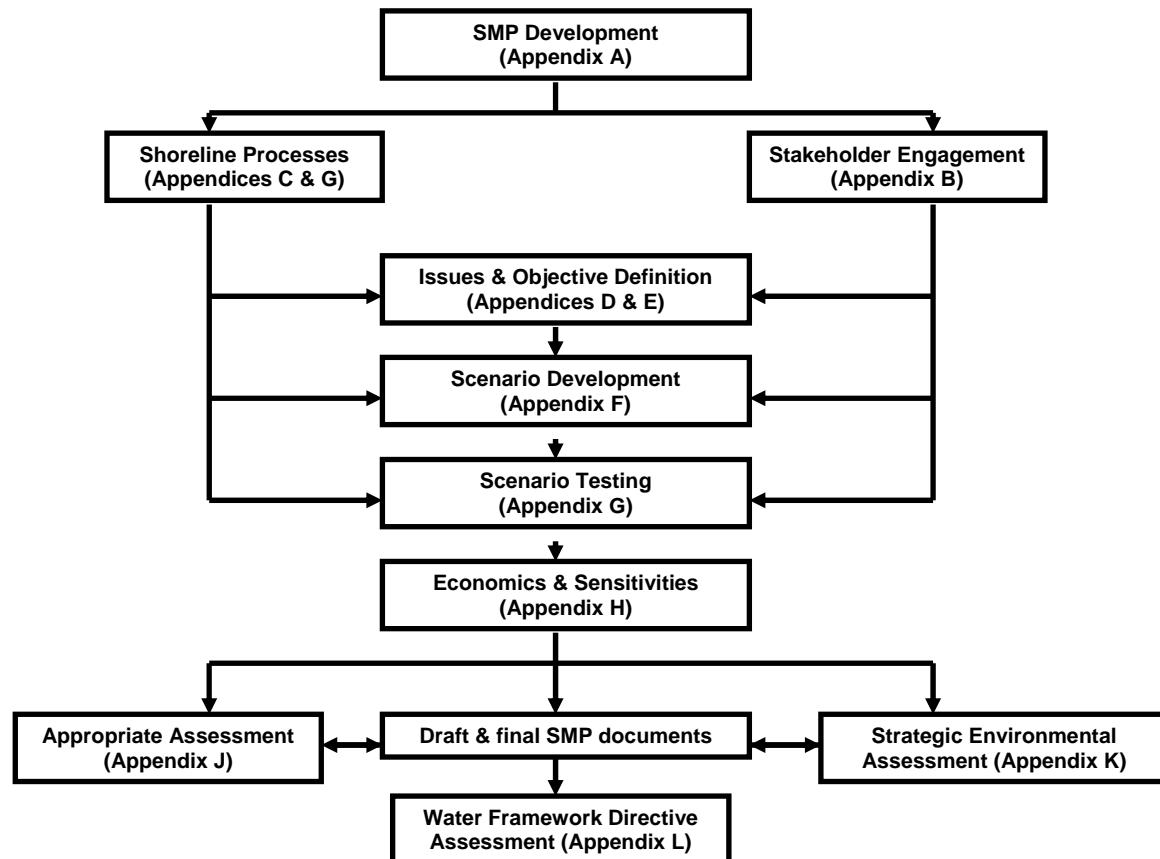 SMP Development
(Appendix A)
Shoreline Processes
(Appendices C & G)
Stakeholder Engagement
(Appendix B)
Issues & Objective Definition
(Appendices D & E)
Scenario Development
(Appendix F)
Scenario Testing
(Appendix G)
Economics & Sensitivities
(Appendix H)
Appropriate Assessment
(Appendix J)
Draft & final SMP documents
Strategic Environmental
Assessment (Appendix K)
Water Framework Directive
Assessment (Appendix L)